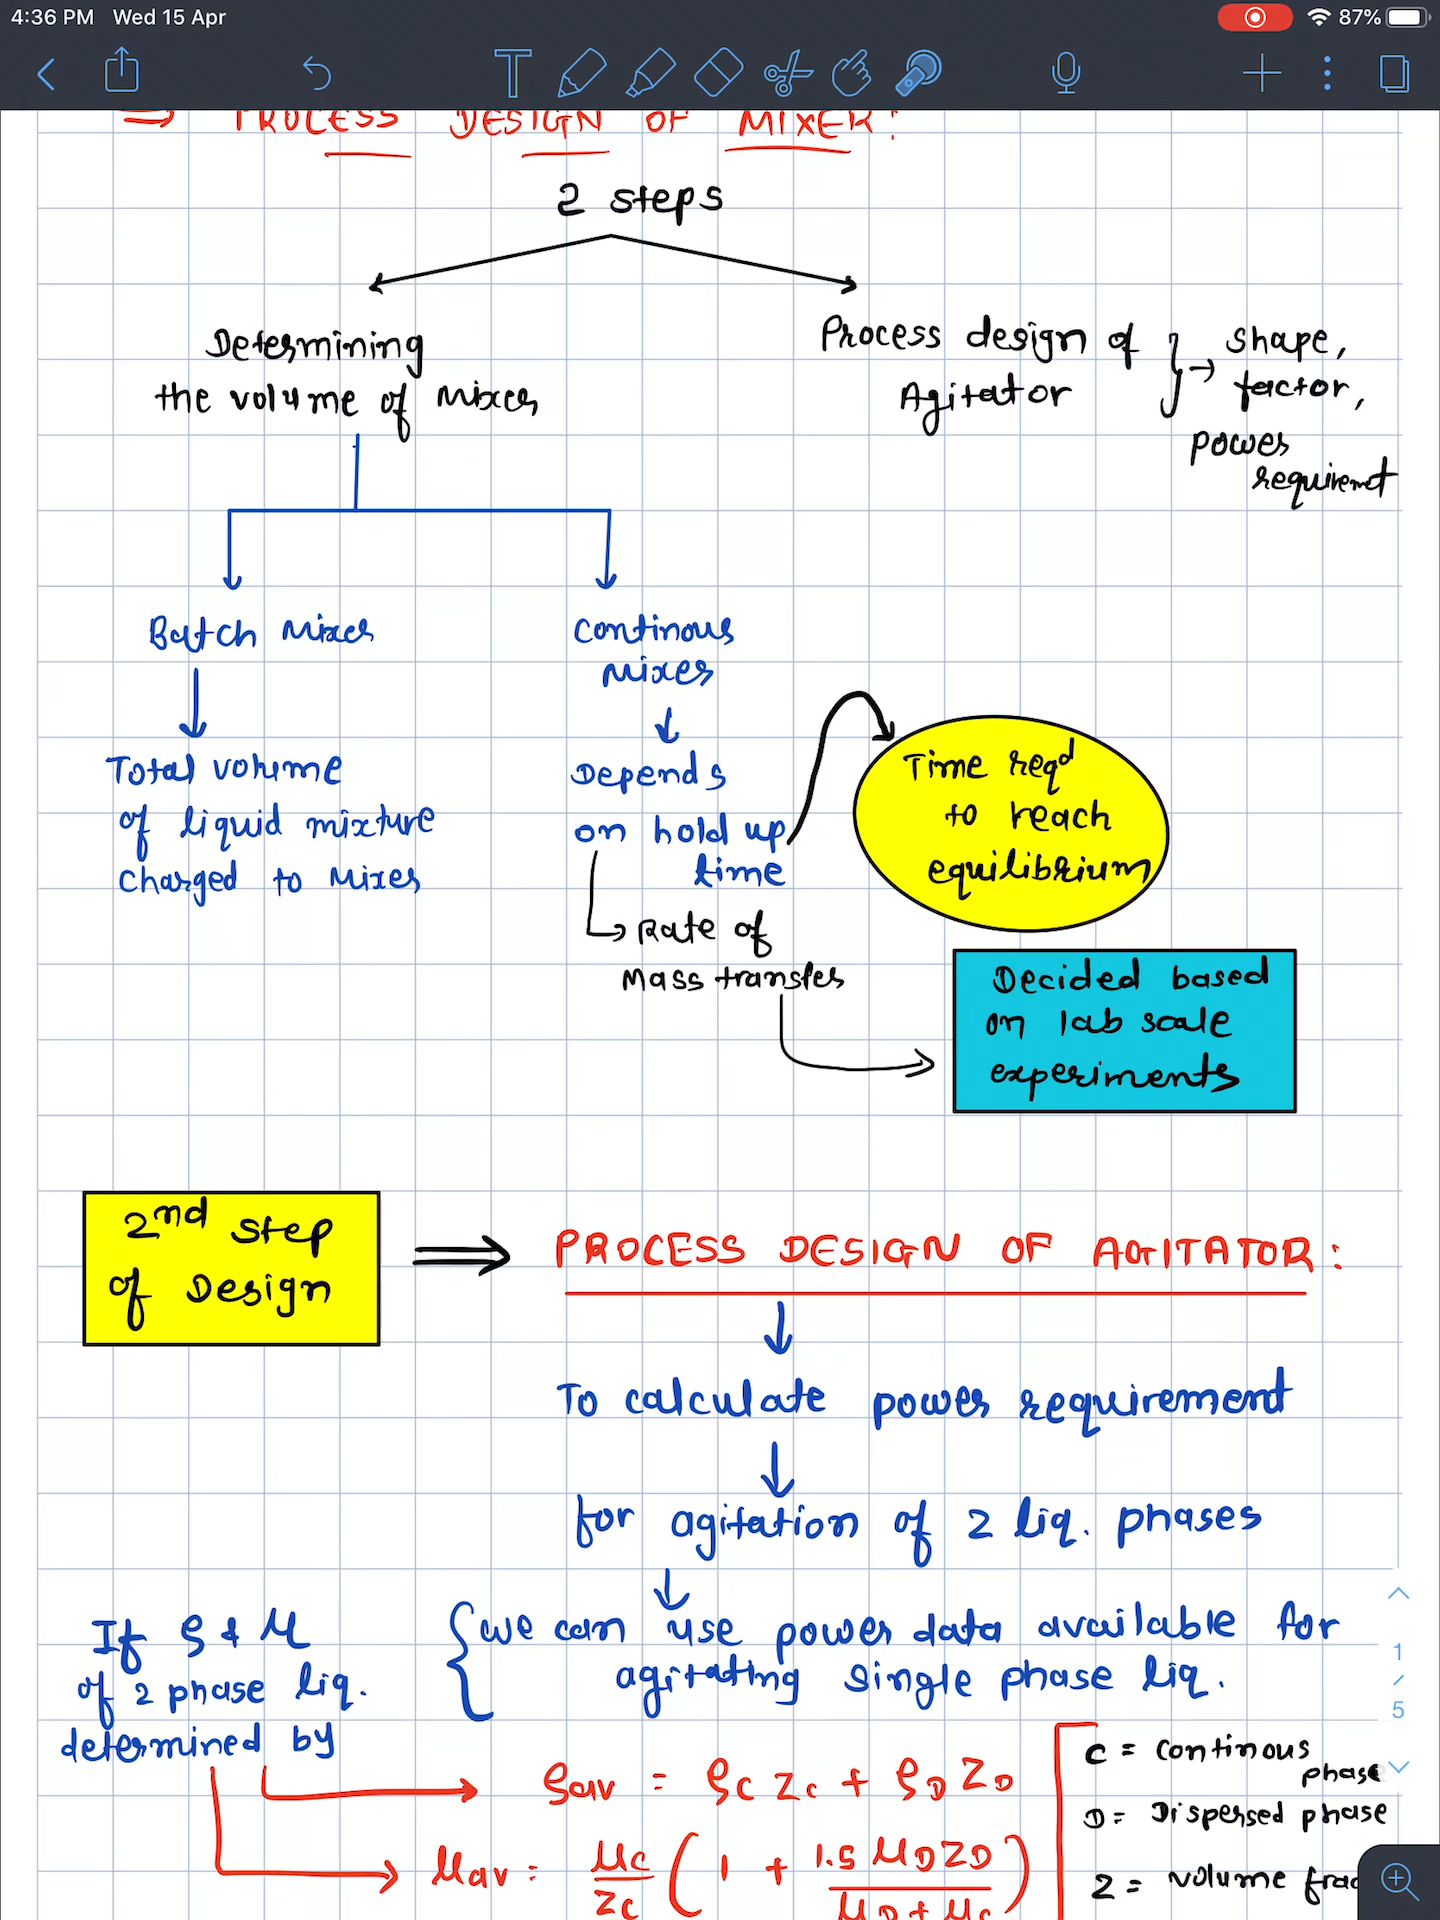 4:36 PM Wed 15 Apr
87%
⇒ PROCESS DESIGN OF MIXER:
2 steps
Determining
the volume of Mixer
Process design of
Agitator
} → shape,
factor,
power
requiremt
Batch Mixer
Continous
Mixer
Total volume
of liquid mixture
charged to Mixer
Depends
on hold up
time
Time reqd
to reach
equilibrium
Rate of
Mass transfer
Decided based
on lab scale
experiments
2nd step
of Design
⇒ PROCESS DESIGN OF AGITATOR:
To calculate power requirement
for agitation of 2 liq. phases
{ we can use power data available for
agitating single phase liq.
If ρ & μ
of 2 phase liq.
determined by
ρav = ρc Zc + ρD ZD
μav = μc/Zc (1 + 1.5 μD ZD / μD + μc)
C = continous
phase
D = Dispersed phase
Z = volume frac
1
/
5